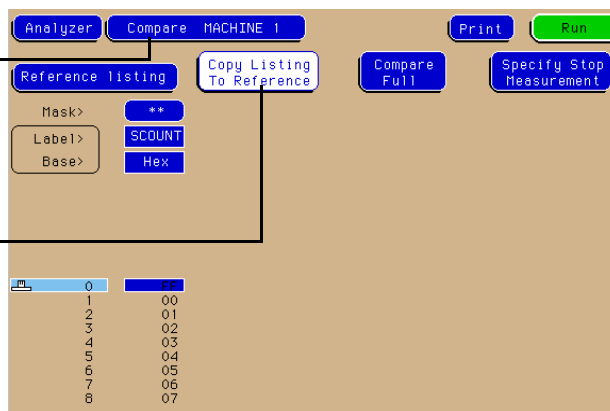 Analyzer Compare MACHINE 1 Print Run
Reference listing Copy Listing To Reference Compare Full Specify Stop Measurement
Mask> **
Label> SCOUNT
Base> Hex
0 FF
1 00
2 01
3 02
4 03
5 04
6 05
7 06
8 07